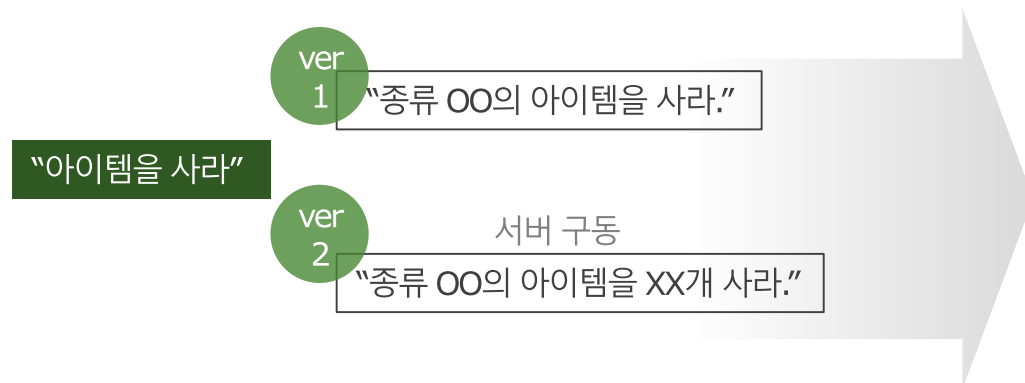 ver
1
“종류 OO의 아이템을 사라.”
“아이템을 사라”
ver
2
서버 구동
“종류 OO의 아이템을 XX개 사라.”